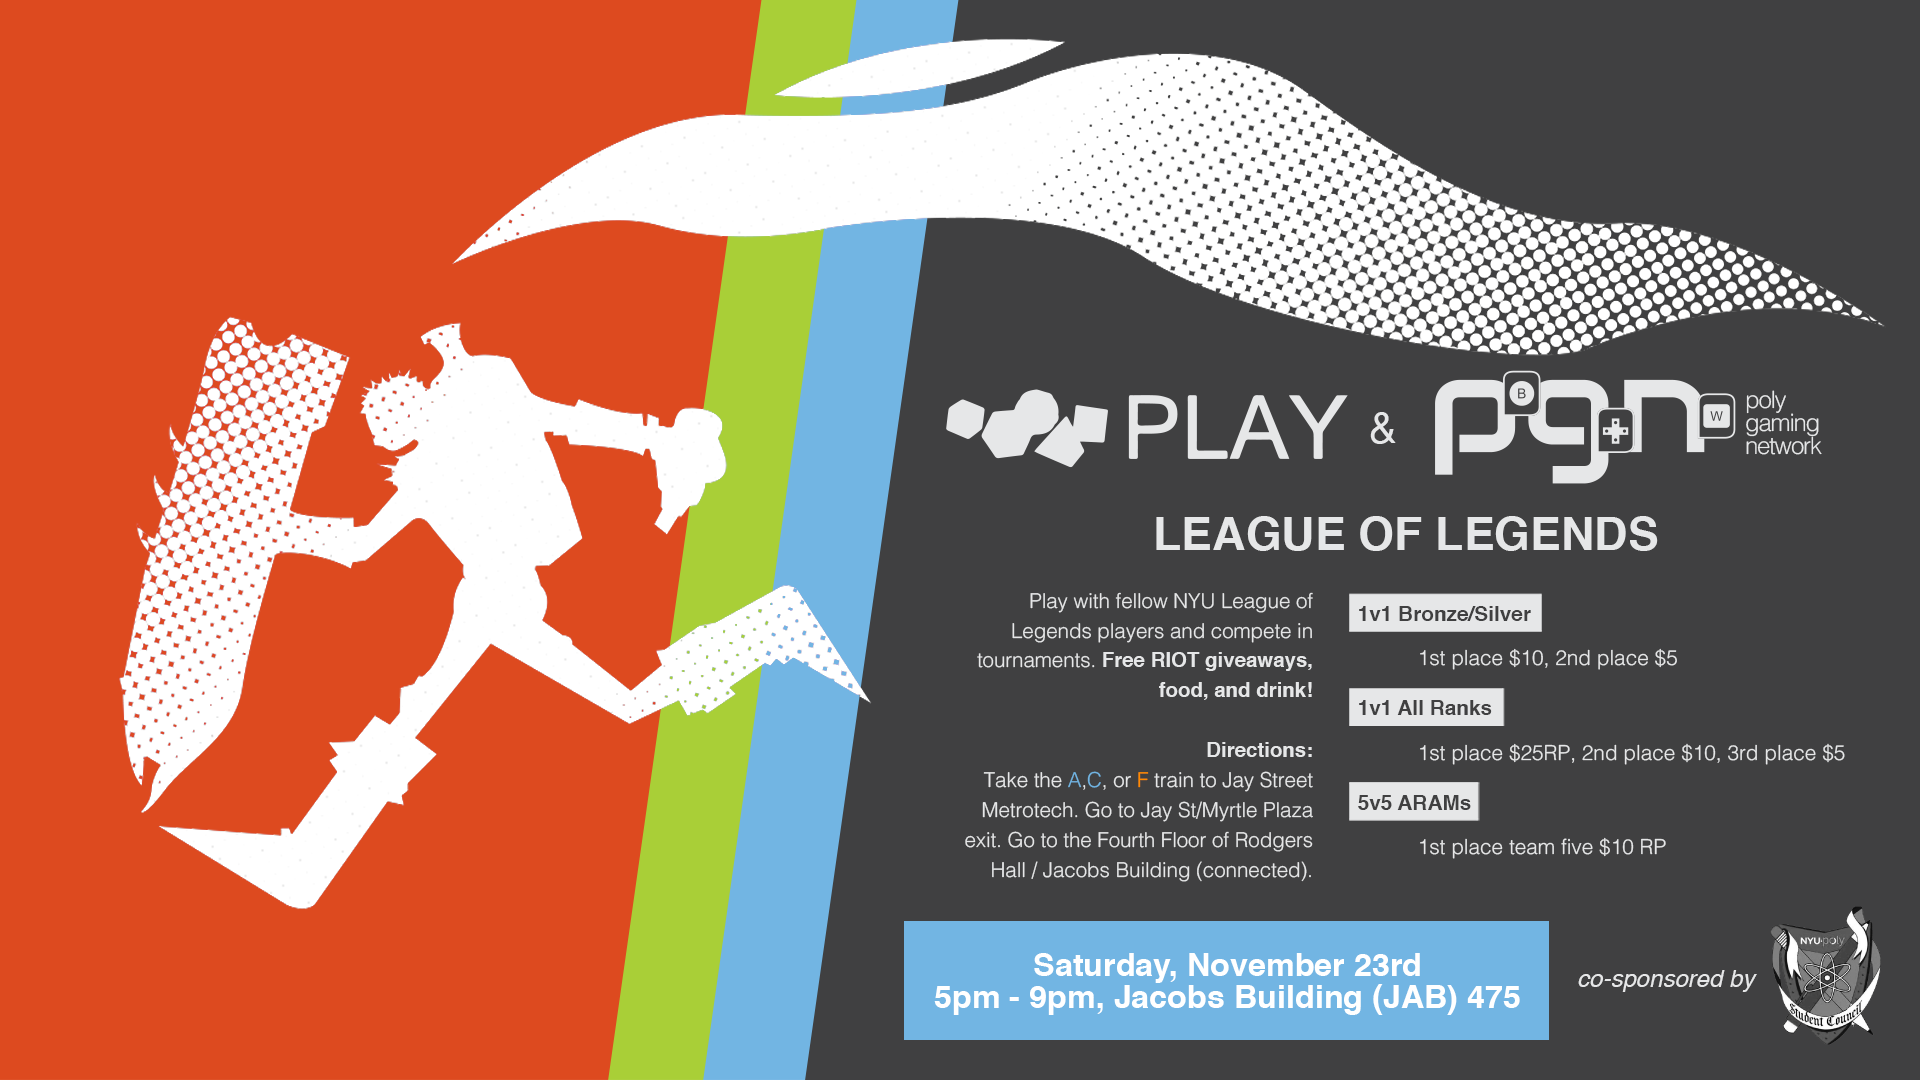 PLAY & pgn
B
W
poly
gaming
network
LEAGUE OF LEGENDS
Play with fellow NYU League of
Legends players and compete in
tournaments. Free RIOT giveaways,
food, and drink!
Directions:
Take the A,C, or F train to Jay Street
Metrotech. Go to Jay St/Myrtle Plaza
exit. Go to the Fourth Floor of Rodgers
Hall / Jacobs Building (connected).
1v1 Bronze/Silver
1st place $10, 2nd place $5
1v1 All Ranks
1st place $25RP, 2nd place $10, 3rd place $5
5v5 ARAMs
1st place team five $10 RP
Saturday, November 23rd
5pm - 9pm, Jacobs Building (JAB) 475
co-sponsored by
NYU·poly
Student Council